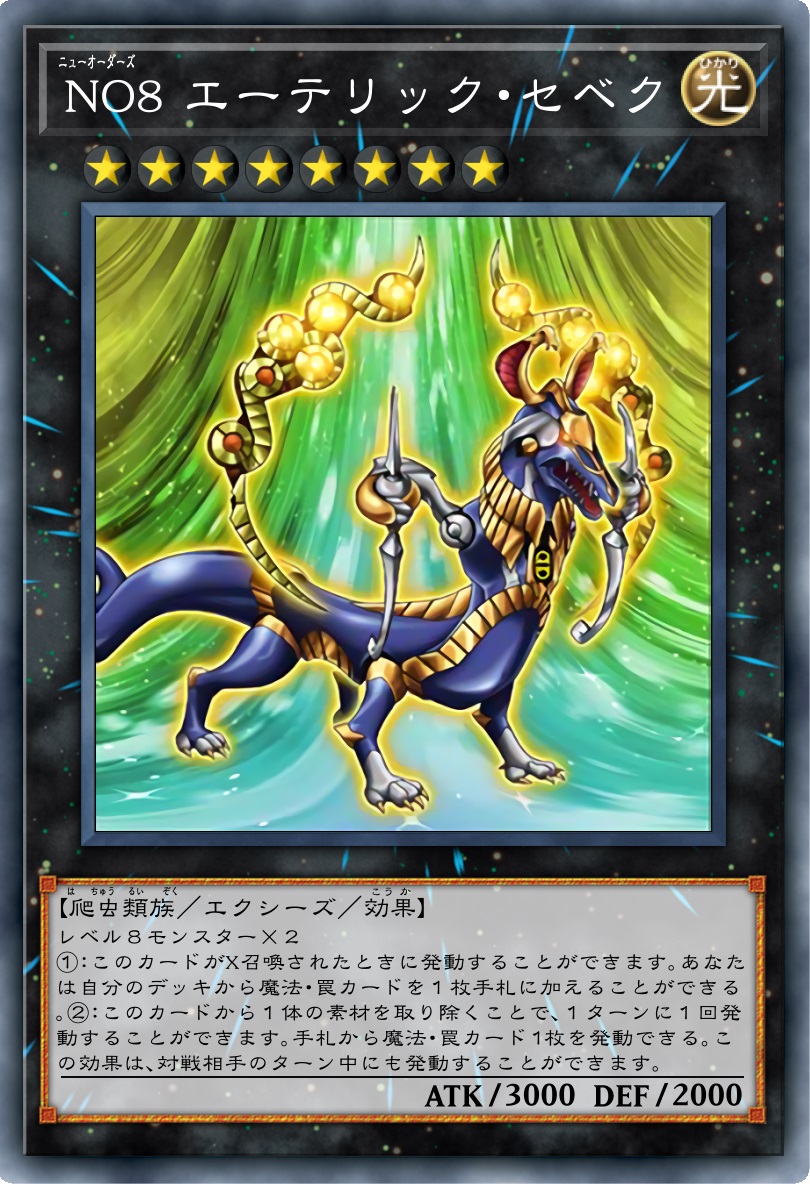 ニューオーダーズ
NO8 エーテリック・セベク
ひかり
光
は ちゅう るい ぞく こう か
【爬虫類族／エクシーズ／効果】
レベル８モンスター×２
①：このカードがX召喚されたときに発動することができます。あなた
は自分のデッキから魔法・罠カードを１枚手札に加えることができる
。②：このカードから１体の素材を取り除くことで、１ターンに１回発
動することができます。手札から魔法・罠カード1枚を発動できる。こ
の効果は、対戦相手のターン中にも発動することができます。
ATK/3000 DEF/2000